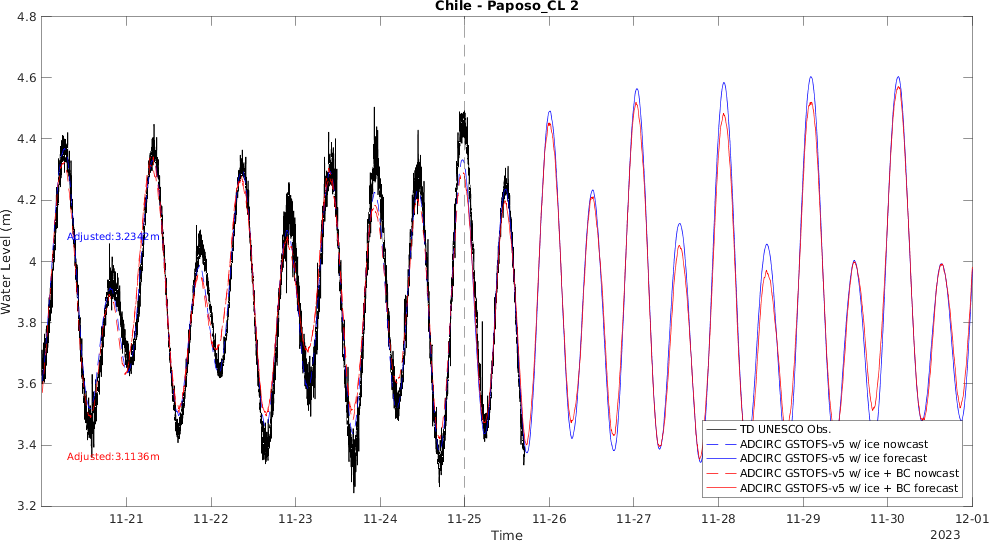 Chile - Paposo_CL 2
4.8
4.6
4.4
4.2
4
3.8
3.6
3.4
3.2
Water Level (m)
Adjusted:3.2342m
Adjusted:3.1136m
TD UNESCO Obs.
ADCIRC GSTOFS-v5 w/ ice nowcast
ADCIRC GSTOFS-v5 w/ ice forecast
ADCIRC GSTOFS-v5 w/ ice + BC nowcast
ADCIRC GSTOFS-v5 w/ ice + BC forecast
11-21 11-22 11-23 11-24 11-25 11-26 11-27 11-28 11-29 11-30 12-01
Time
2023